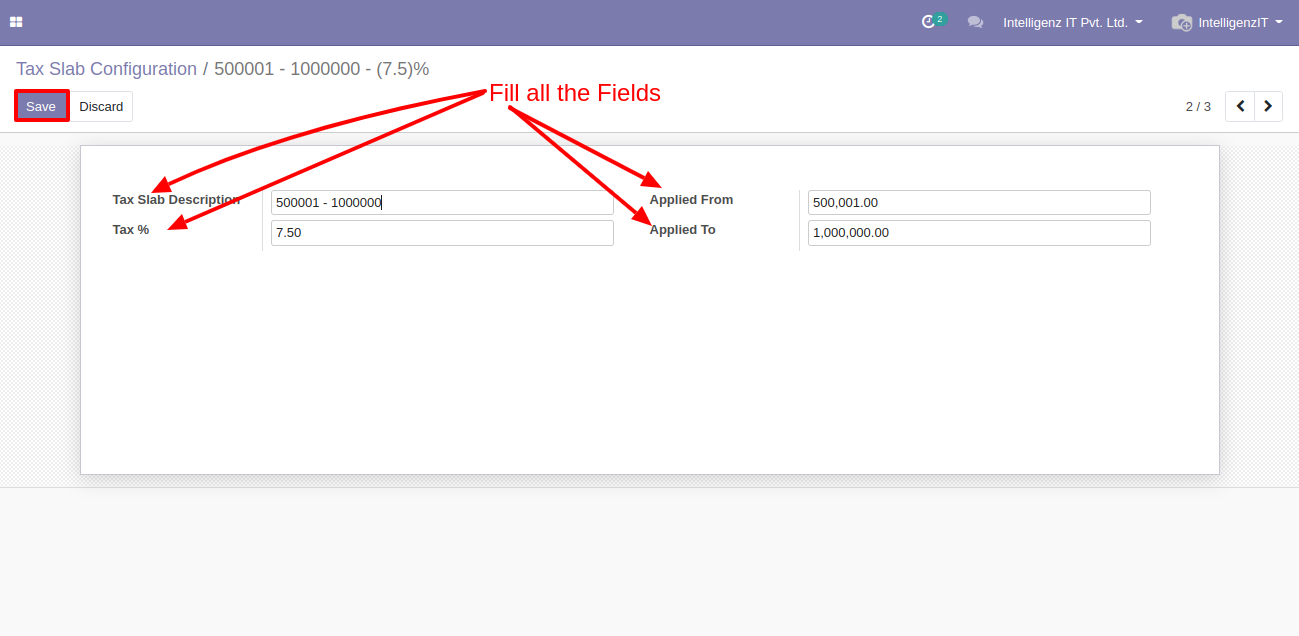 2
Intelligenz IT Pvt. Ltd.
IntelligenzIT
Tax Slab Configuration / 500001 - 1000000 - (7.5)%
Fill all the Fields
Save Discard
2 / 3
Tax Slab Description 500001 - 1000000
Applied From 500,001.00
Tax % 7.50
Applied To 1,000,000.00